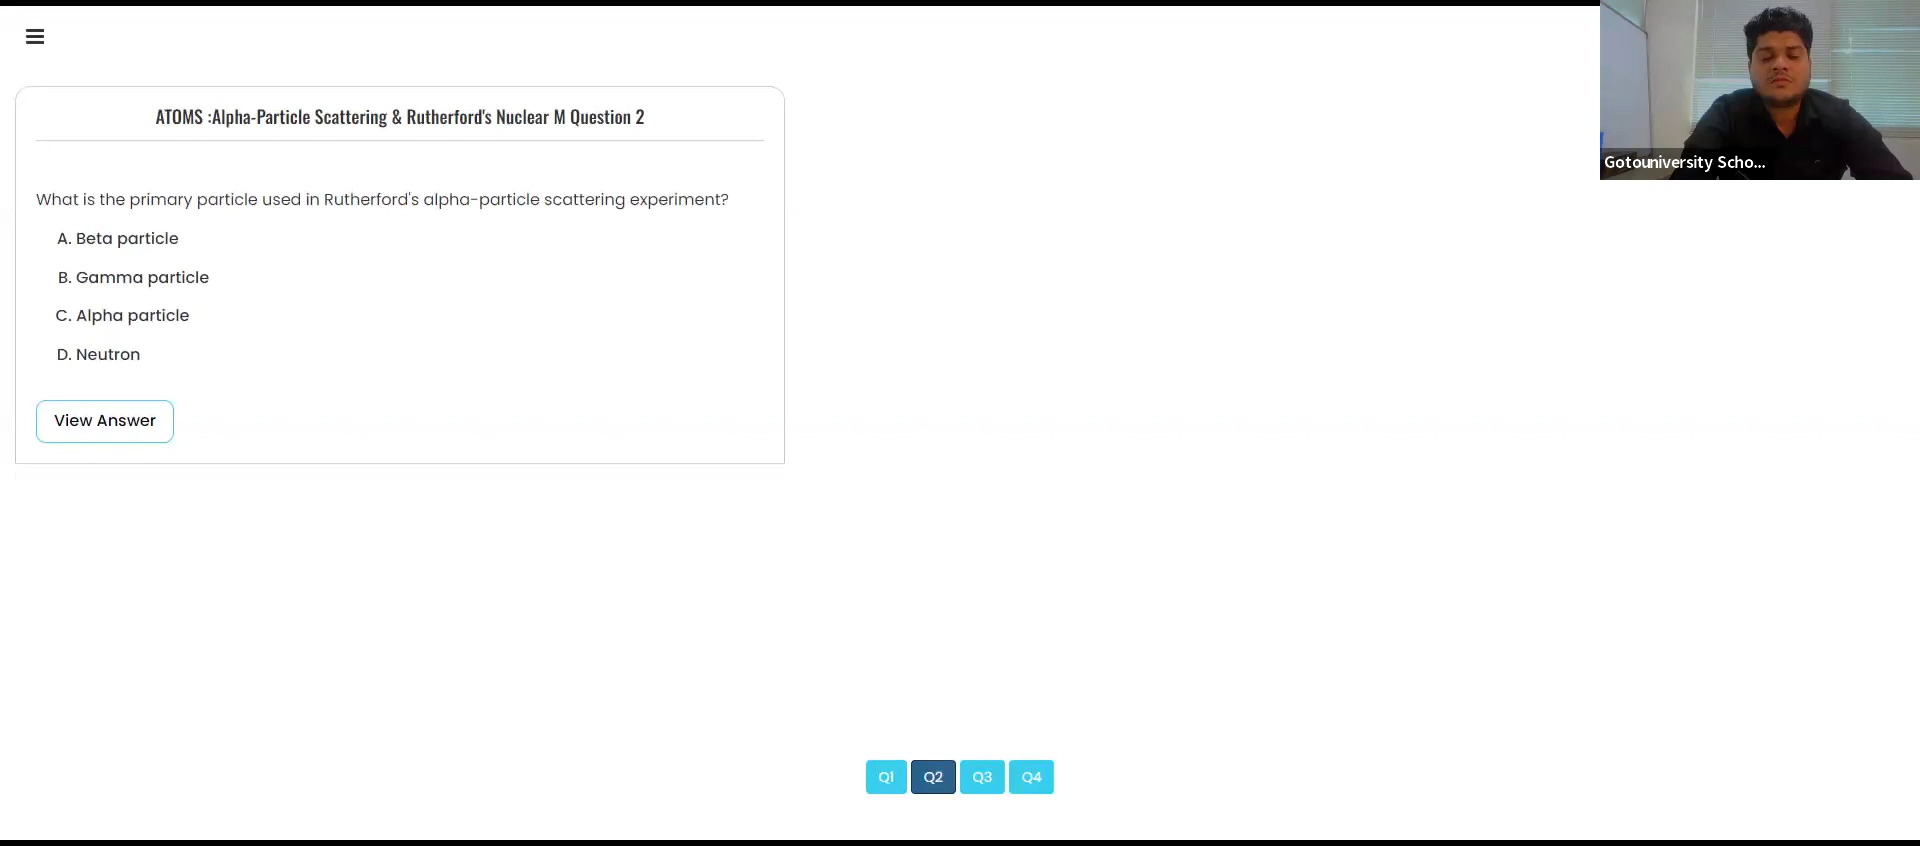 ATOMS :Alpha-Particle Scattering & Rutherford's Nuclear M Question 2
What is the primary particle used in Rutherford's alpha-particle scattering experiment?
A. Beta particle
B. Gamma particle
C. Alpha particle
D. Neutron
View Answer
Gotouniversity Scho...
Q1 Q2 Q3 Q4